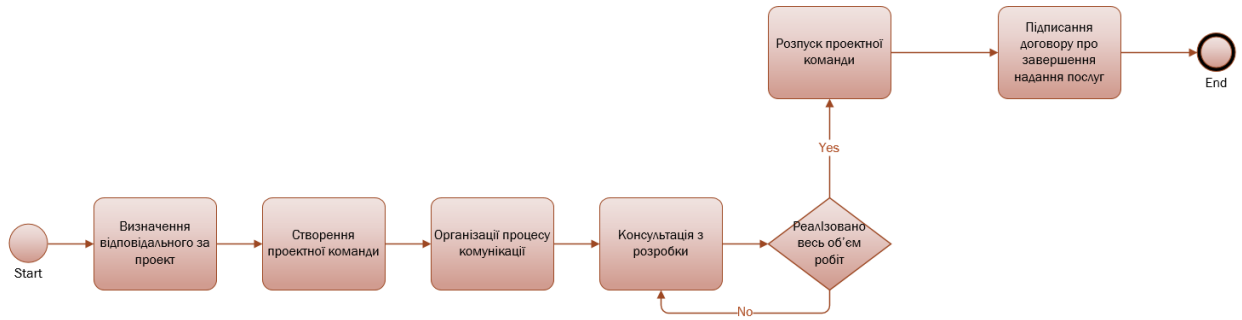 Start
Визначення
відповідального за
проект
Створення
проектної команди
Організації процесу
комунікації
Консультація з
розробки
Реалізовано
весь об'єм
робіт
No
Yes
Розпуск проектної
команди
Підписання
договору про
завершення
надання послуг
End